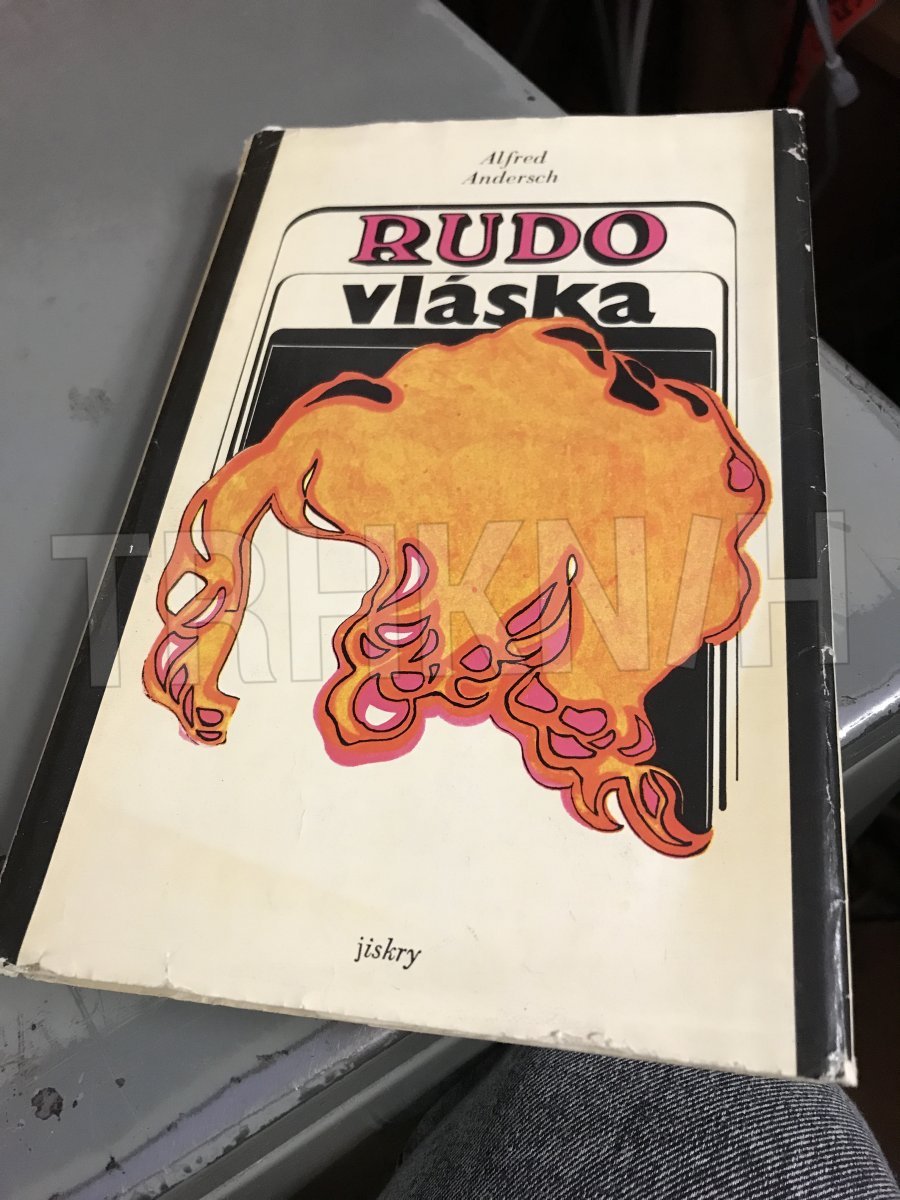 Alfred
Andersch
RUDO
vláska
TRHKNIH
jiskry